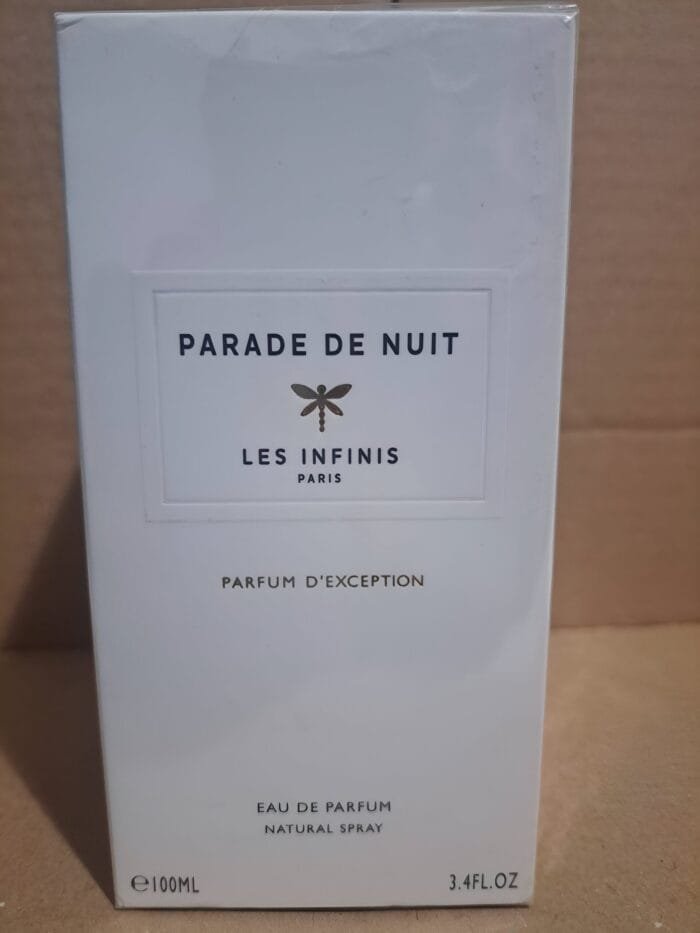 PARADE DE NUIT
LES INFINIS
PARIS
PARFUM D'EXCEPTION
EAU DE PARFUM
NATURAL SPRAY
℮100ML 3.4FL.OZ